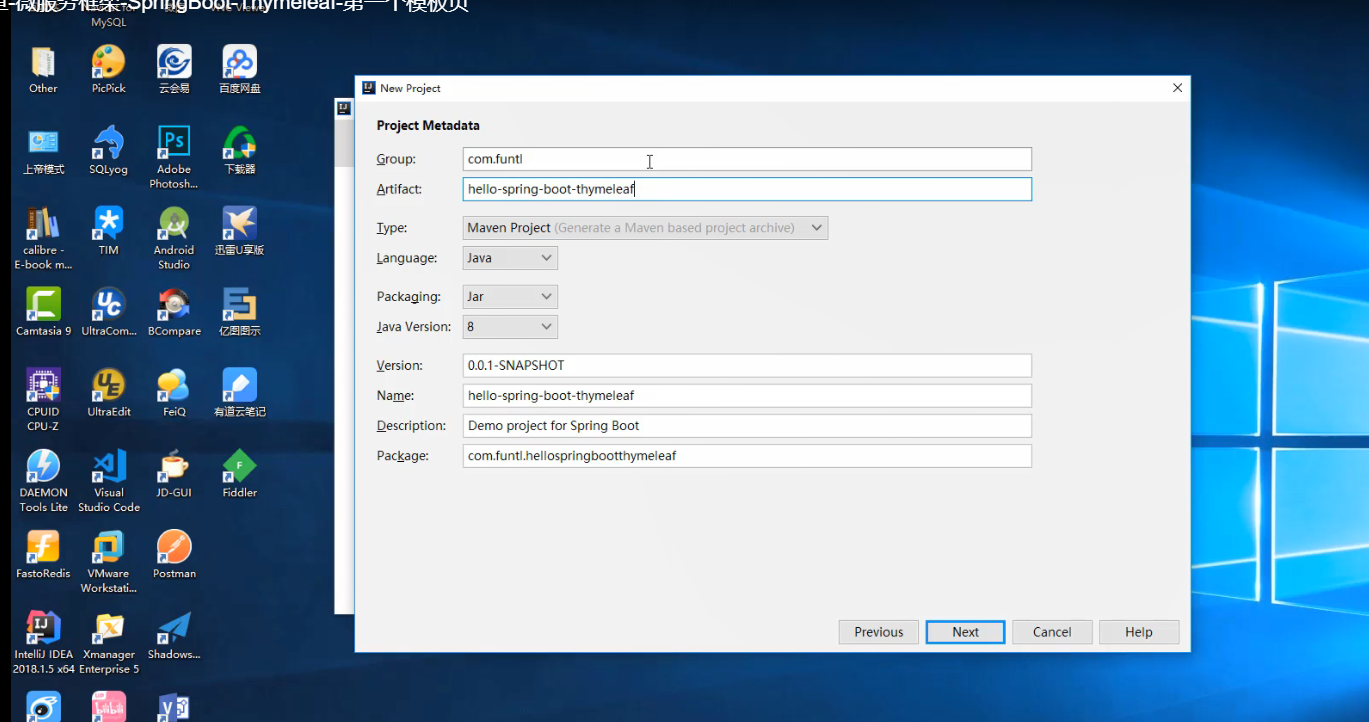 微服务框架-SpringBoot-Thymeleaf-第一个模板页
MySQL
Other
PicPick
云会易
百度网盘
上帝模式
SQLyog
Adobe
Photosh...
下载器
calibre -
E-book m...
TIM
Android
Studio
迅雷U享版
Camtasia 9
UltraCom...
BCompare
亿图图示
CPUID
CPU-Z
UltraEdit
FeiQ
有道云笔记
DAEMON
Tools Lite
Visual
Studio Code
JD-GUI
Fiddler
FastoRedis
VMware
Workstati...
Postman
IntelliJ IDEA
2018.1.5 x64
Xmanager
Enterprise 5
Shadows...
New Project
Project Metadata
Group: com.funtl
Artifact: hello-spring-boot-thymeleaf
Type: Maven Project (Generate a Maven based project archive)
Language: Java
Packaging: Jar
Java Version: 8
Version: 0.0.1-SNAPSHOT
Name: hello-spring-boot-thymeleaf
Description: Demo project for Spring Boot
Package: com.funtl.hellospringbootthymeleaf
Previous Next Cancel Help